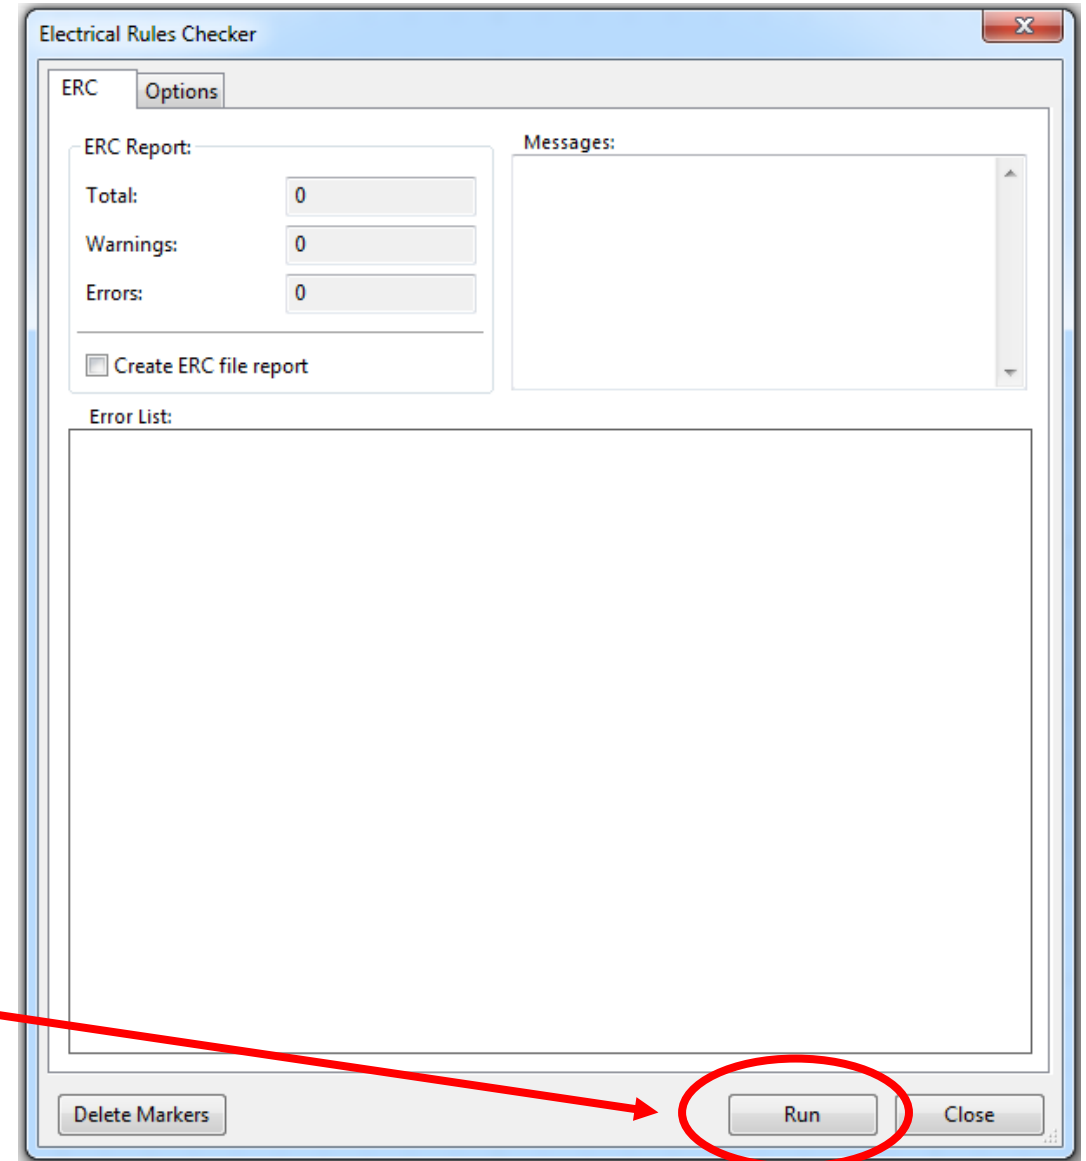 Electrical Rules Checker
ERC
Options
ERC Report:
Total:
0
Warnings:
0
Errors:
0
Create ERC file report
Messages:
Error List:
Delete Markers
Run
Close